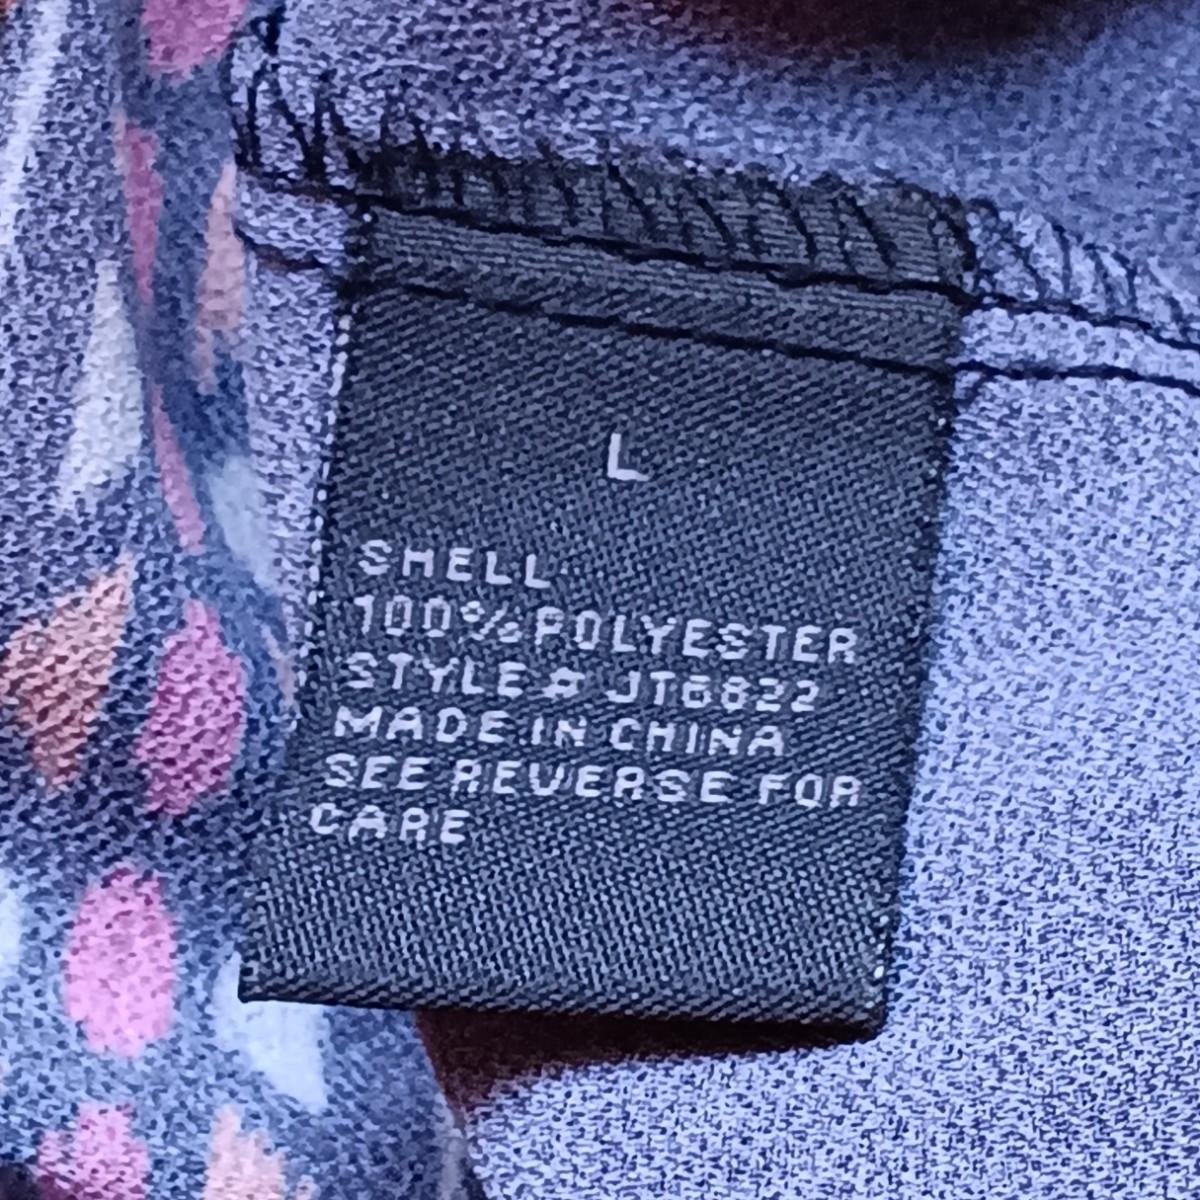 L
SHELL
100% POLYESTER
STYLE # JT6822
MADE IN CHINA
SEE REVERSE FOR
CARE